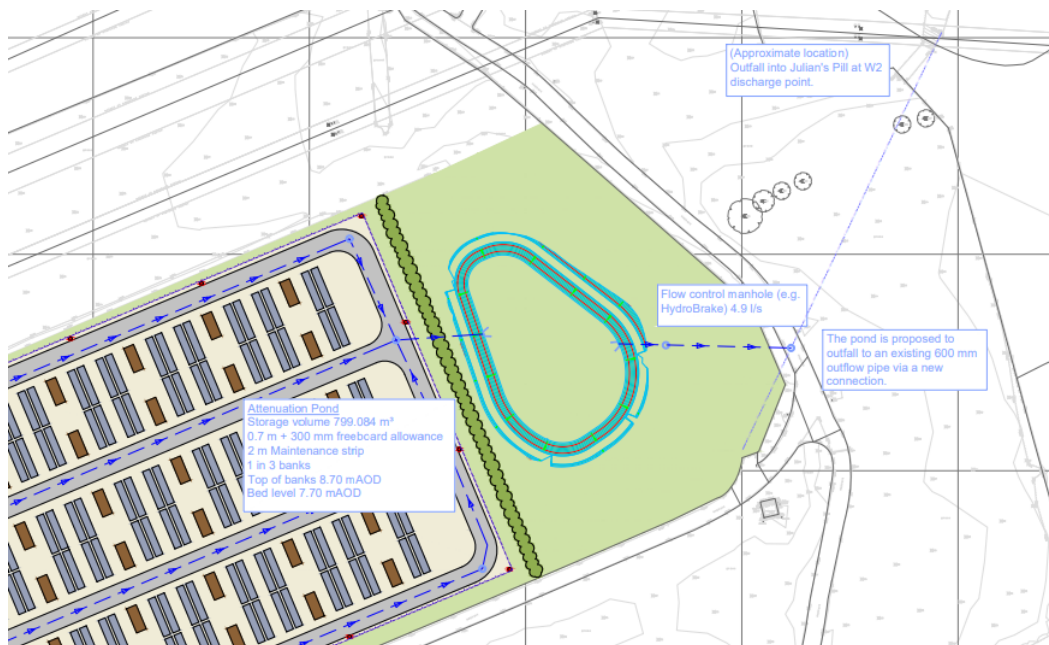 (Approximate location)
Outfall into Julian's Pill at W2
discharge point.
Flow control manhole (e.g.
HydroBrake) 4.9 l/s
The pond is proposed to
outfall to an existing 600 mm
outflow pipe via a new
connection.
Attenuation Pond
Storage volume 799.084 m³
0.7 m + 300 mm freebcard allowance
2 m Maintenance strip
1 in 3 banks
Top of banks 8.70 mAOD
Bed level 7.70 mAOD